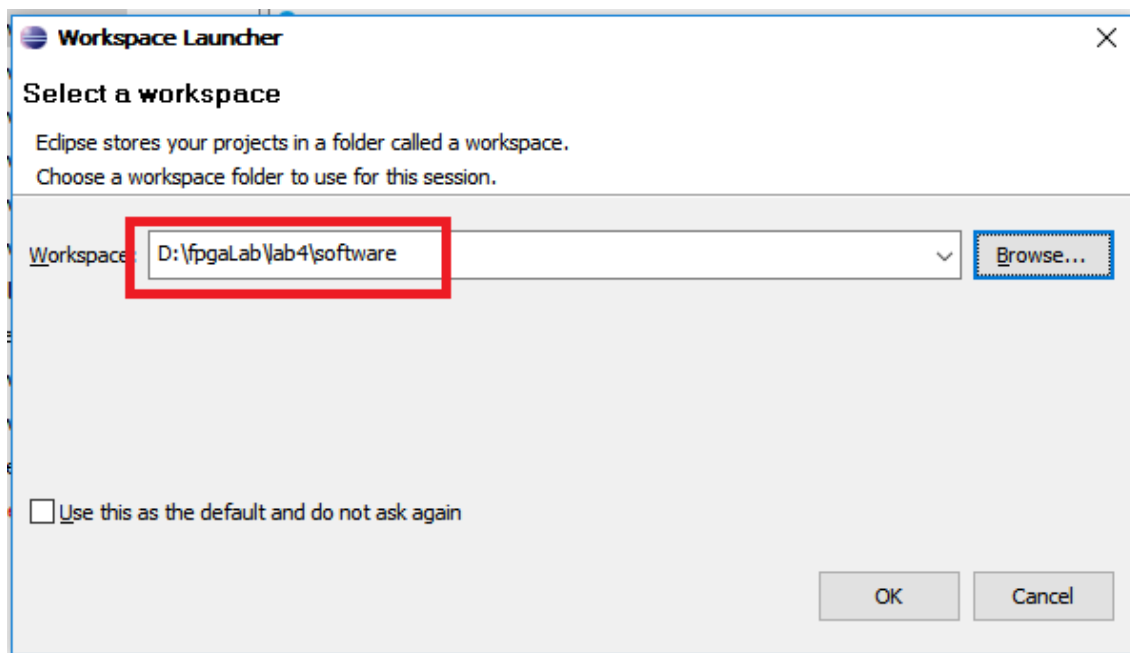 Workspace Launcher
Select a workspace
Eclipse stores your projects in a folder called a workspace.
Choose a workspace folder to use for this session.
Workspace: D:\fpgaLab\lab4\software Browse...
Use this as the default and do not ask again
OK Cancel